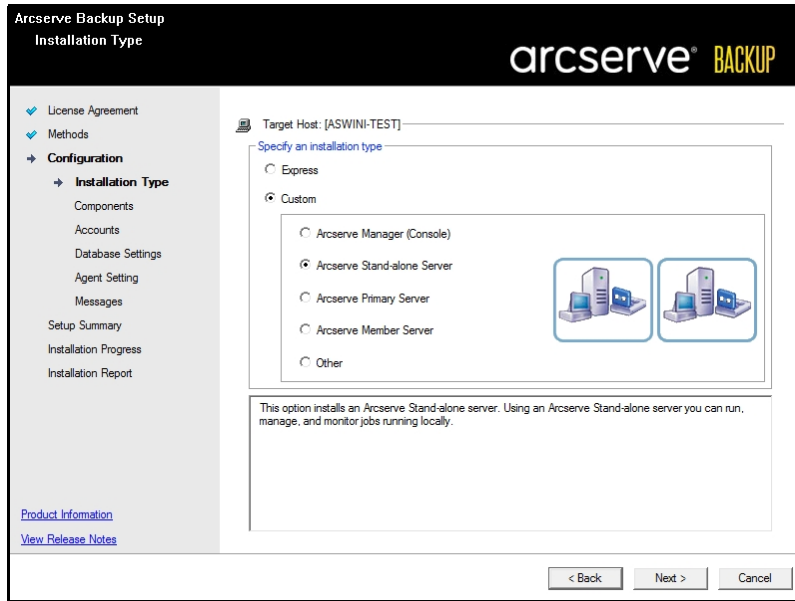 Arcserve Backup Setup
Installation Type
arcserve® BACKUP
License Agreement
Methods
Configuration
Installation Type
Components
Accounts
Database Settings
Agent Setting
Messages
Setup Summary
Installation Progress
Installation Report
Product Information
View Release Notes
Target Host: [ASWINI-TEST]
Specify an installation type
Express
Custom
Arcserve Manager (Console)
Arcserve Stand-alone Server
Arcserve Primary Server
Arcserve Member Server
Other
This option installs an Arcserve Stand-alone server. Using an Arcserve Stand-alone server you can run,
manage, and monitor jobs running locally.
< Back
Next >
Cancel